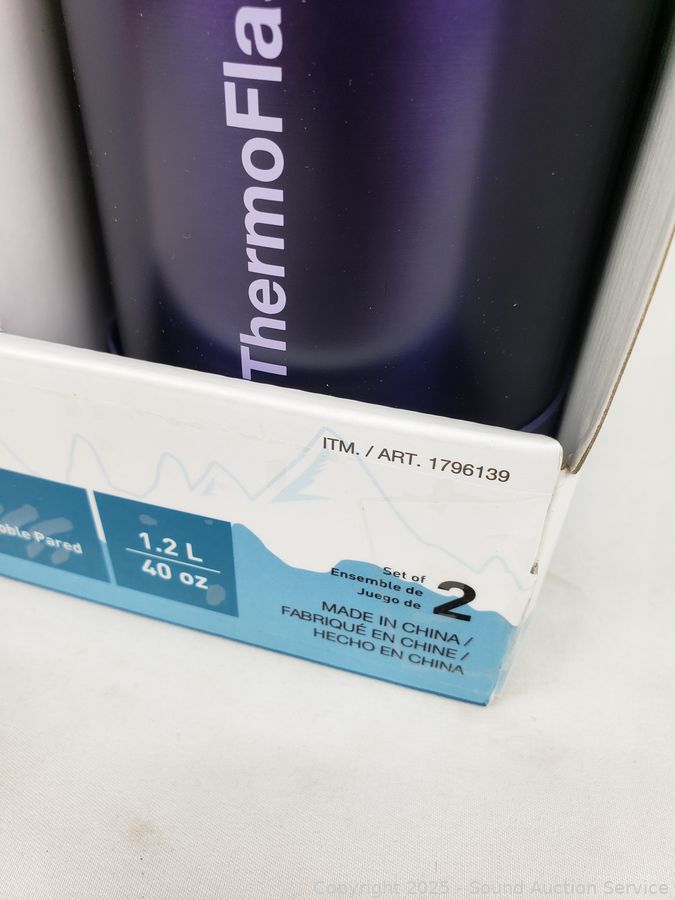 ThermoFla
ITM. / ART. 1796139
oble Pared
1.2 L
40 oz
Set of
Ensemble de
Juego de
2
MADE IN CHINA /
FABRIQUÉ EN CHINE /
HECHO EN CHINA
Copyright 2025 - Sound Auction Service